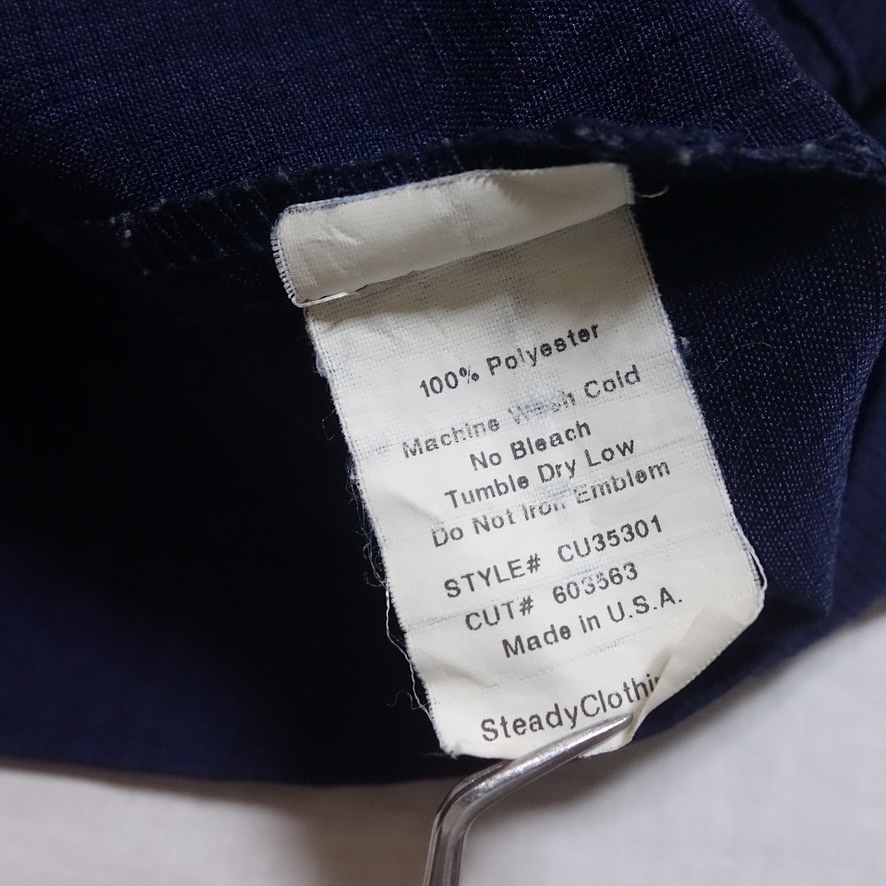 100% Polyester
Machine Wash Cold
No Bleach
Tumble Dry Low
Do Not Iron Emblem
STYLE# CU35301
CUT# 603563
Made in U.S.A.
SteadyClothi